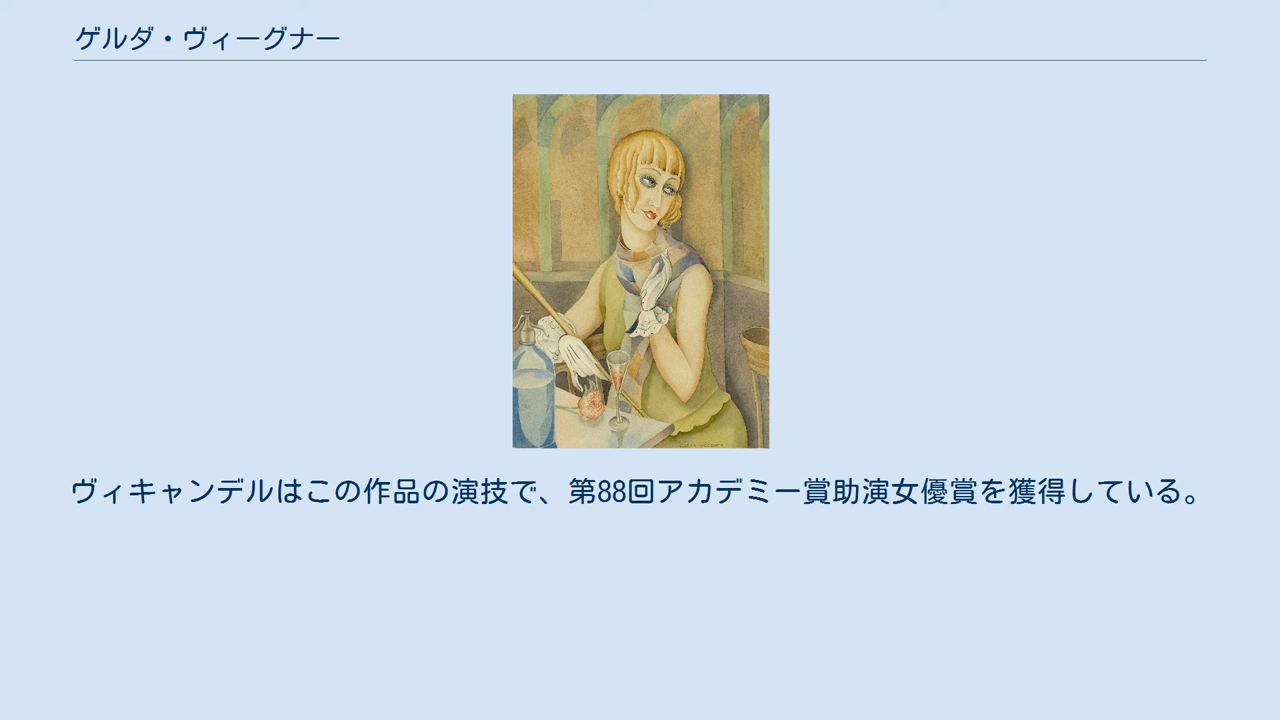 ゲルダ・ヴィーグナー
ヴィキャンデルはこの作品の演技で、第88回アカデミー賞助演女優賞を獲得している。